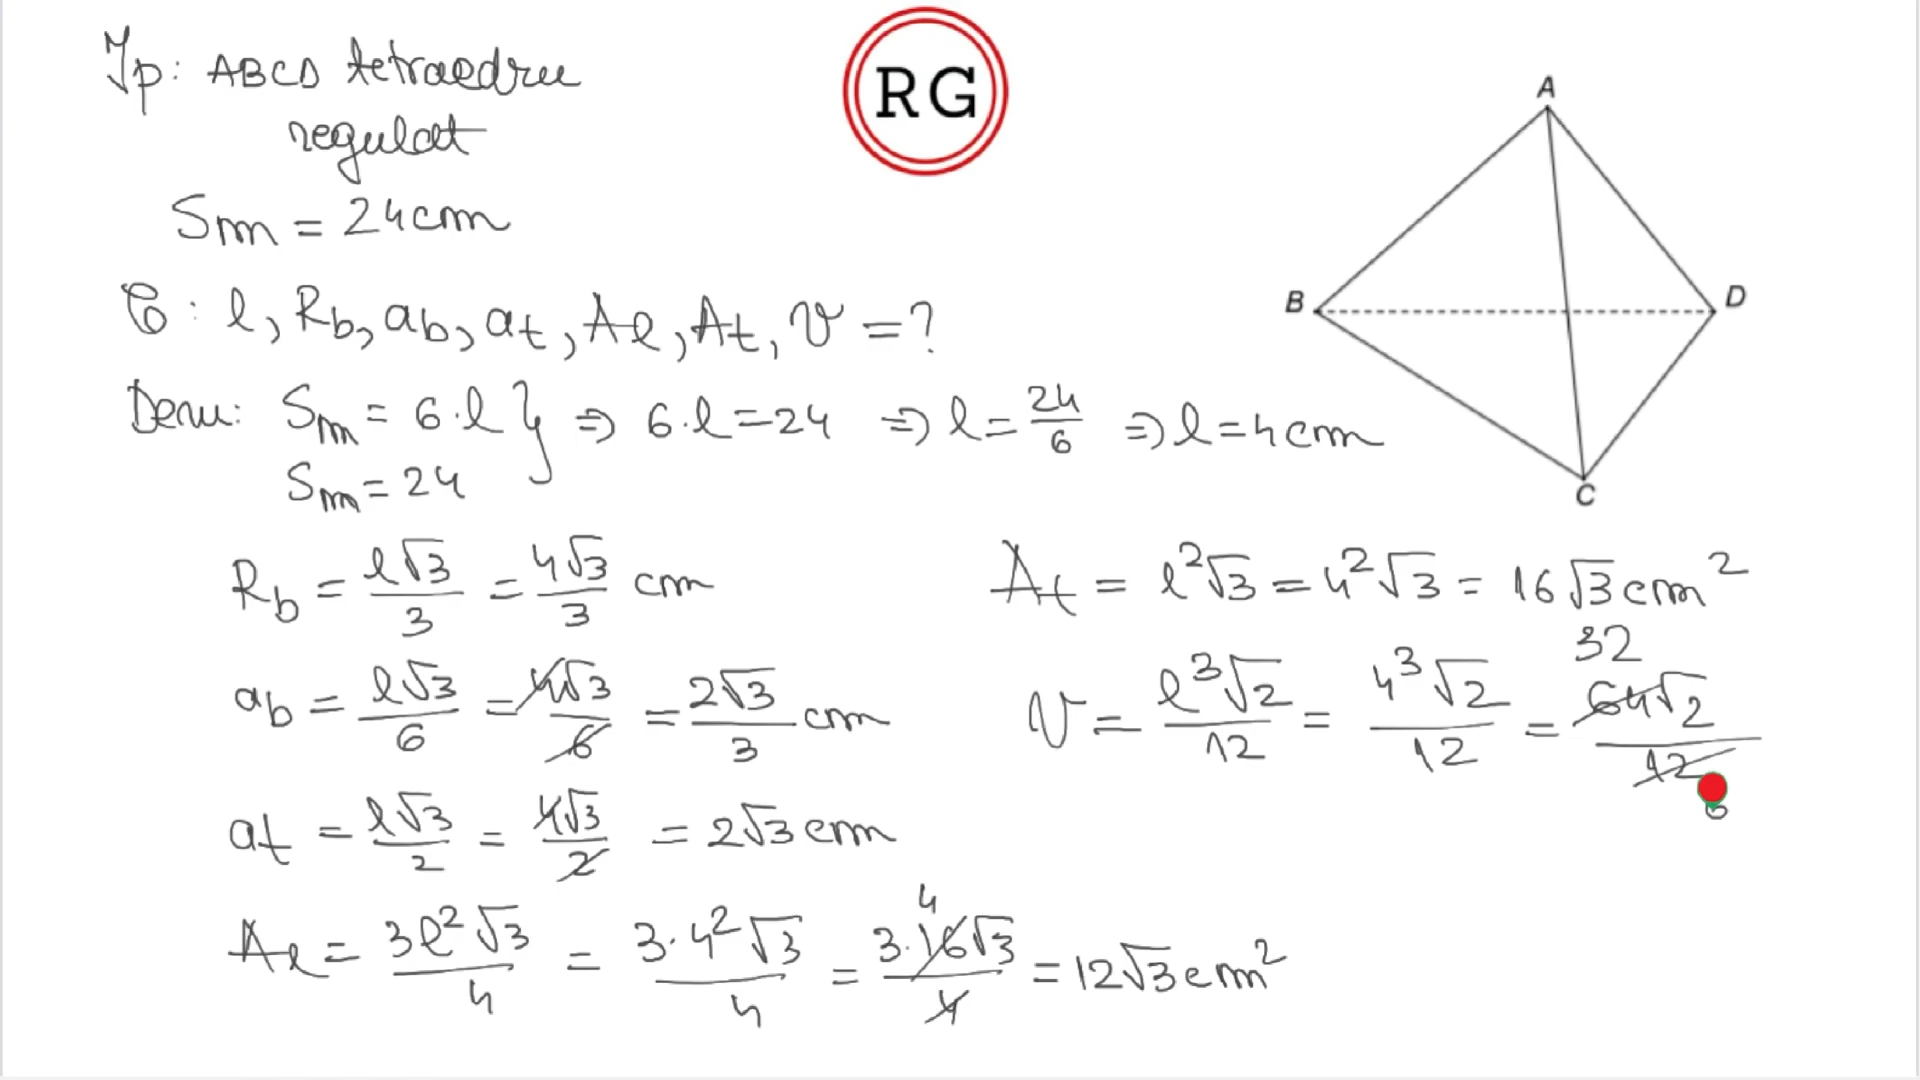 Ip: ABCD tetraedru
regulat
Sm = 24cm
C: l, Rb, ab, at, Al, At, V = ?
Dem: Sm = 6·l } ⇒ 6·l = 24 ⇒ l = 24/6 ⇒ l = 4cm
Sm = 24
Rb = l√3/3 = 4√3/3 cm
ab = l√3/6 = 4√3/6 = 2√3/3 cm
at = l√3/2 = 4√3/2 = 2√3 cm
Al = 3l²√3/4 = 3·4²√3/4 = 3·16√3/4 = 12√3 cm²
4
At = l²√3 = 4²√3 = 16√3 cm²
V = l³√2/12 = 4³√2/12 = 64√2/12
32
6
RG
A
B
D
C